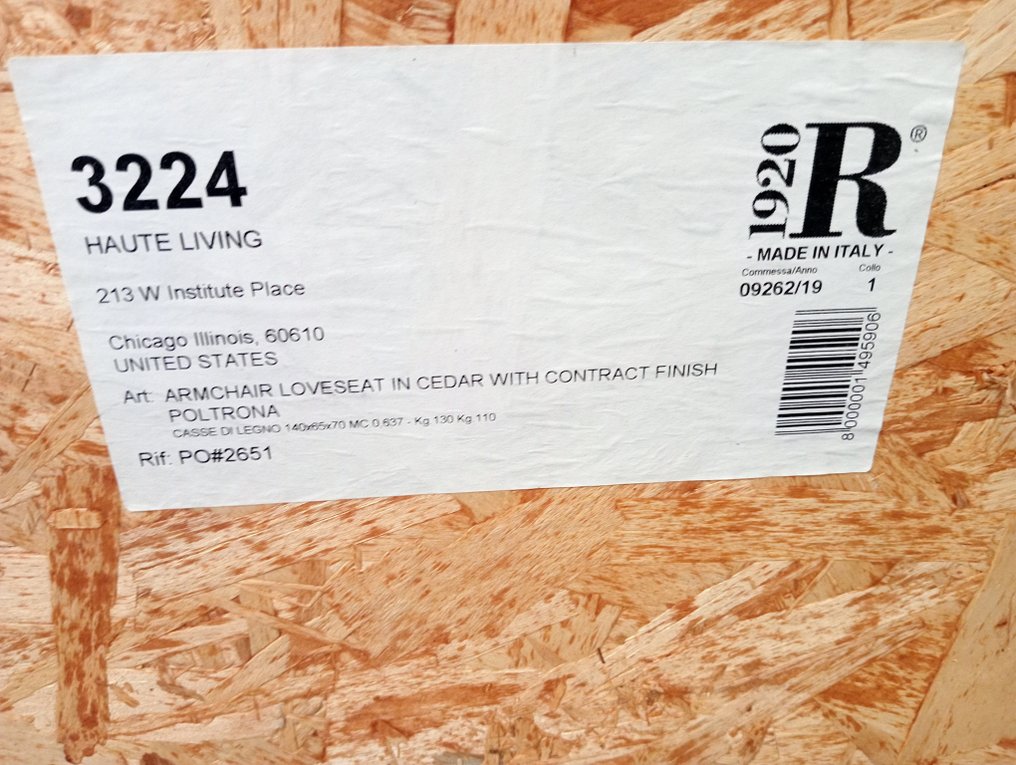 3224
HAUTE LIVING
213 W Institute Place
Chicago Illinois, 60610
UNITED STATES
Art: ARMCHAIR LOVESEAT IN CEDAR WITH CONTRACT FINISH
POLTRONA
CASSE DI LEGNO 140x65x70 MC 0.637 - Kg 130 Kg 110
Rif: PO#2651
1920
R®
- MADE IN ITALY -
Commessa/Anno Collo
09262/19 1
8000001495906